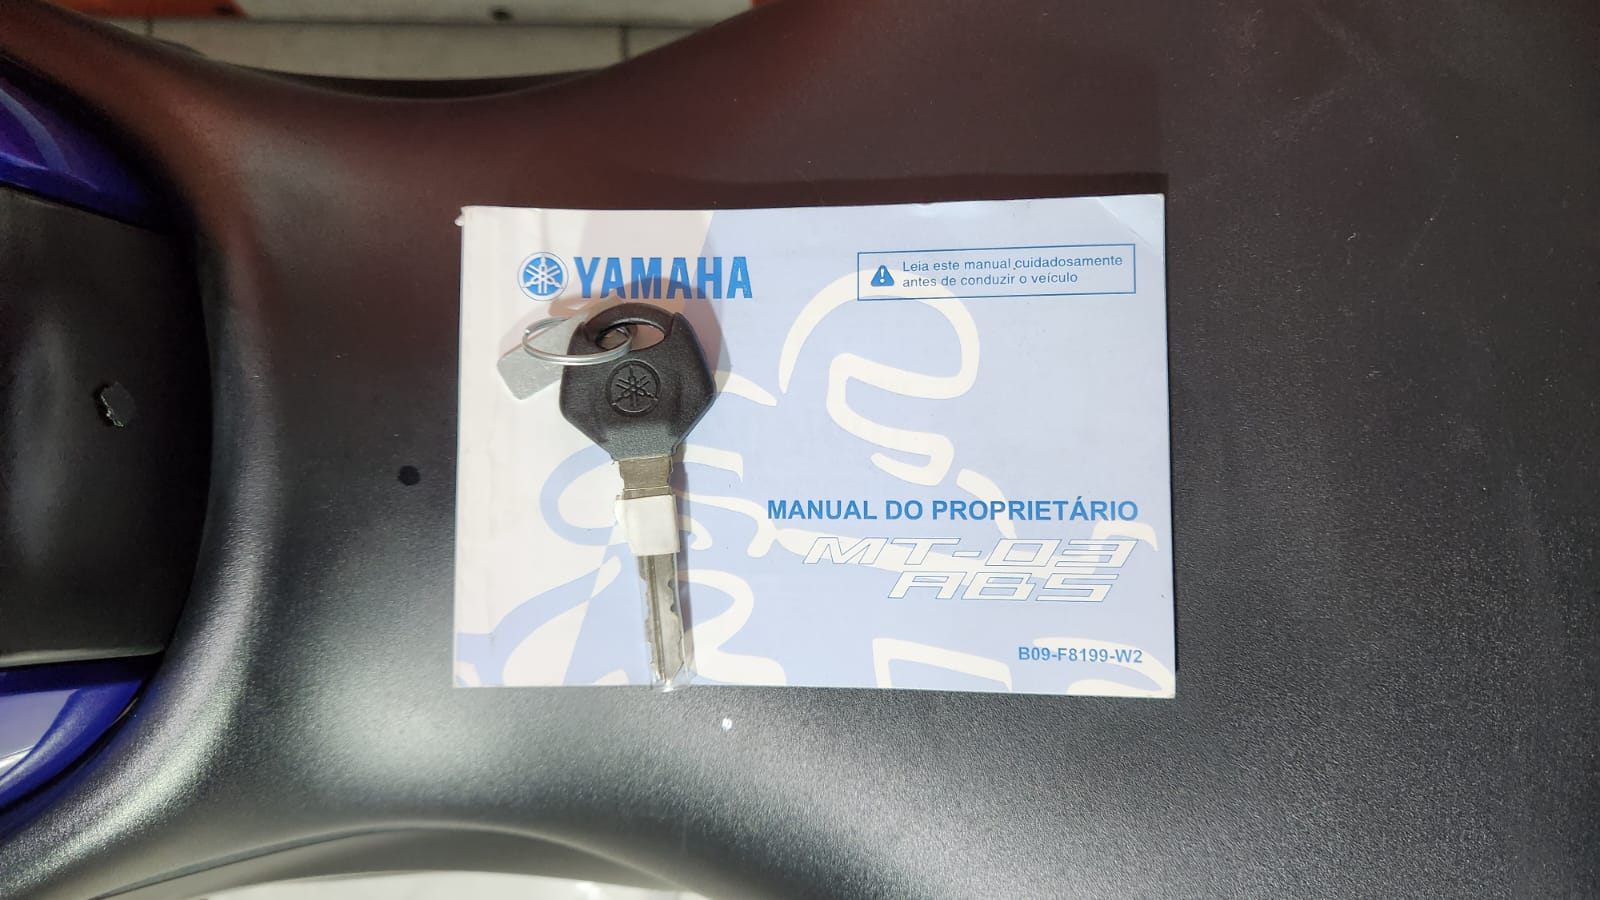 YAMAHA
Leia este manual cuidadosamente
antes de conduzir o veículo
MANUAL DO PROPRIETÁRIO
MT-03
ABS
B09-F8199-W2